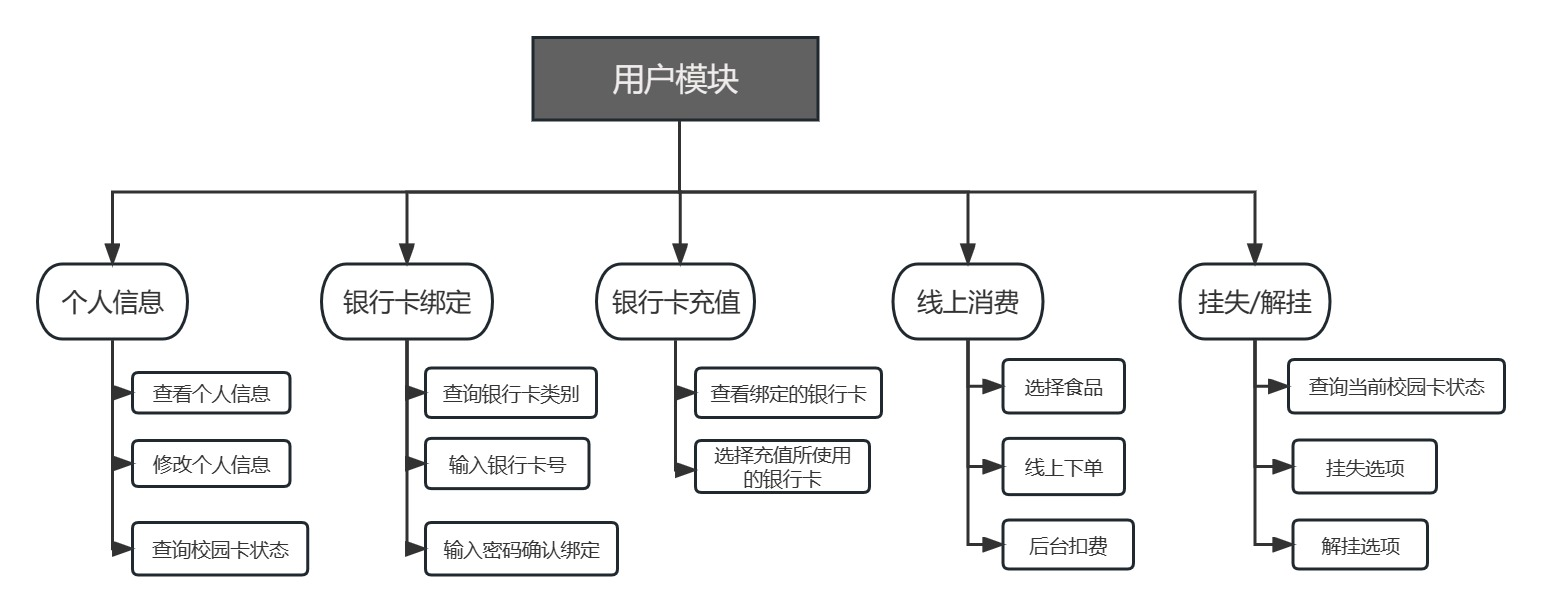 用户模块
个人信息
银行卡绑定
银行卡充值
线上消费
挂失/解挂
查看个人信息
修改个人信息
查询校园卡状态
查询银行卡类别
输入银行卡号
输入密码确认绑定
查看绑定的银行卡
选择充值所使用
的银行卡
选择食品
线上下单
后台扣费
查询当前校园卡状态
挂失选项
解挂选项